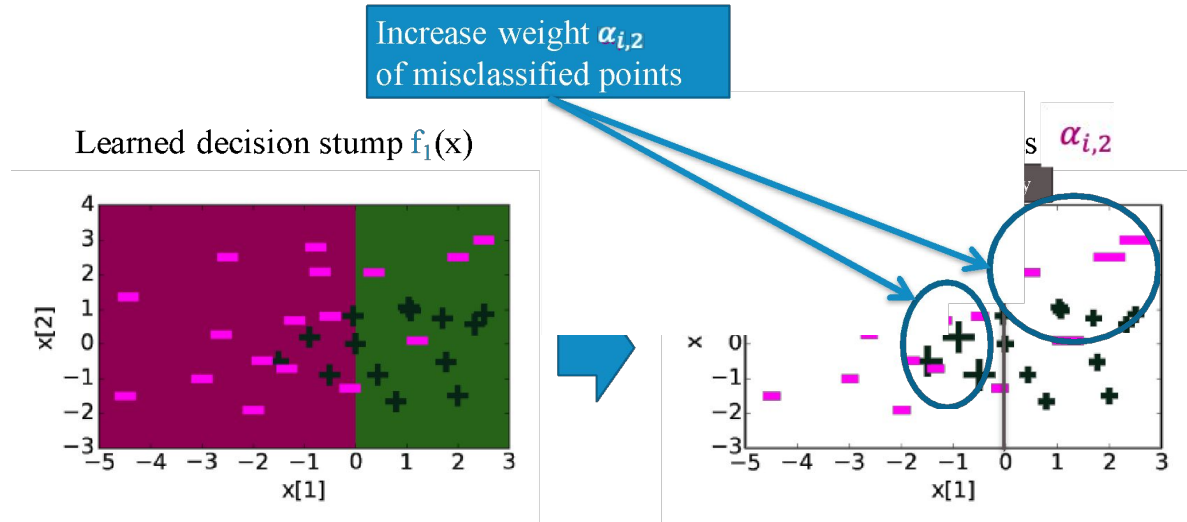 Increase weight α_{i,2}
of misclassified points
Learned decision stump f₁(x)
s α_{i,2}
y
4
3
2
1
0
−1
−2
−3
x[2]
−5 −4 −3 −2 −1 0 1 2 3
x[1]
x
0
−1
−2
−3
−5 −4 −3 −2 −1 0 1 2 3
x[1]